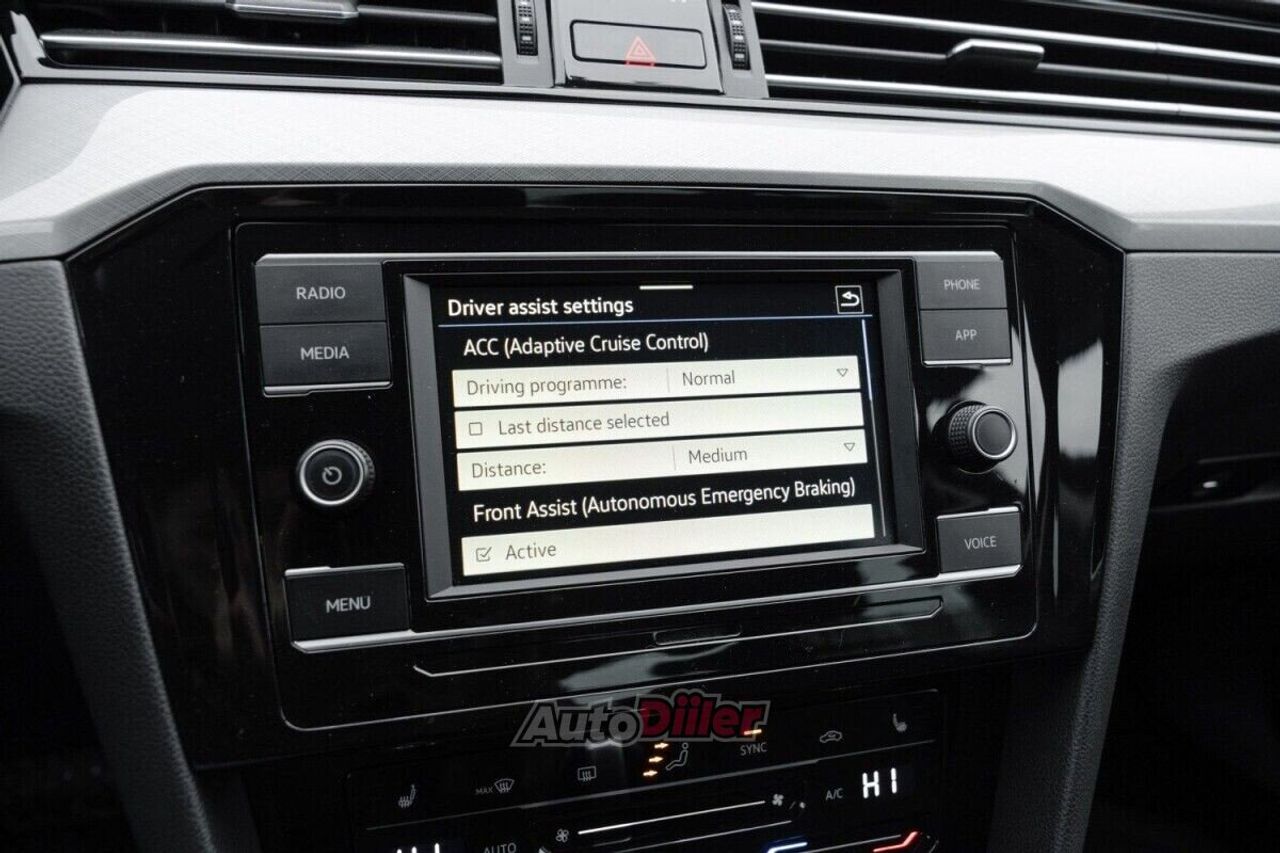 RADIO
MEDIA
MENU
PHONE
APP
VOICE
Driver assist settings
ACC (Adaptive Cruise Control)
Driving programme: Normal
Last distance selected
Distance: Medium
Front Assist (Autonomous Emergency Braking)
Active
AutoDiiler
SYNC
MAX
A/C
HI
AUTO